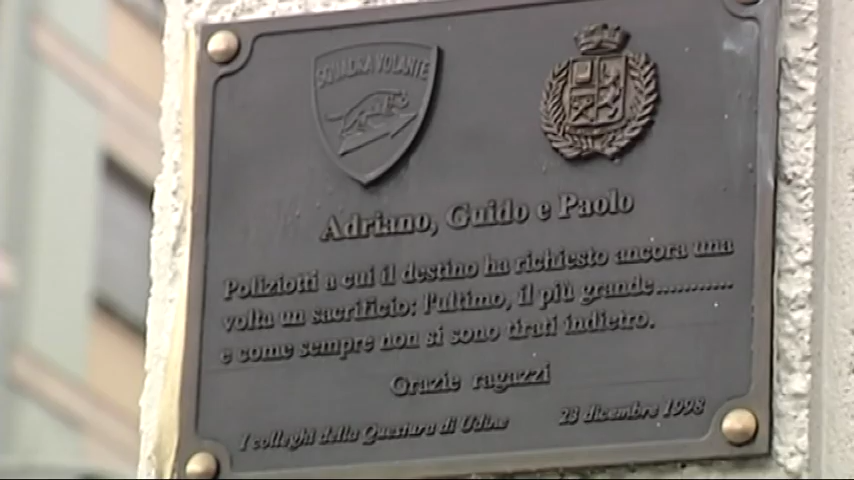 SQUADRA VOLANTE
Adriano, Guido e Paolo
Poliziotti a cui il destino ha richiesto ancora una
volta un sacrificio: l'ultimo, il più grande...........
e come sempre non si sono tirati indietro.
Grazie ragazzi
I colleghi della Questura di Udine 23 dicembre 1998